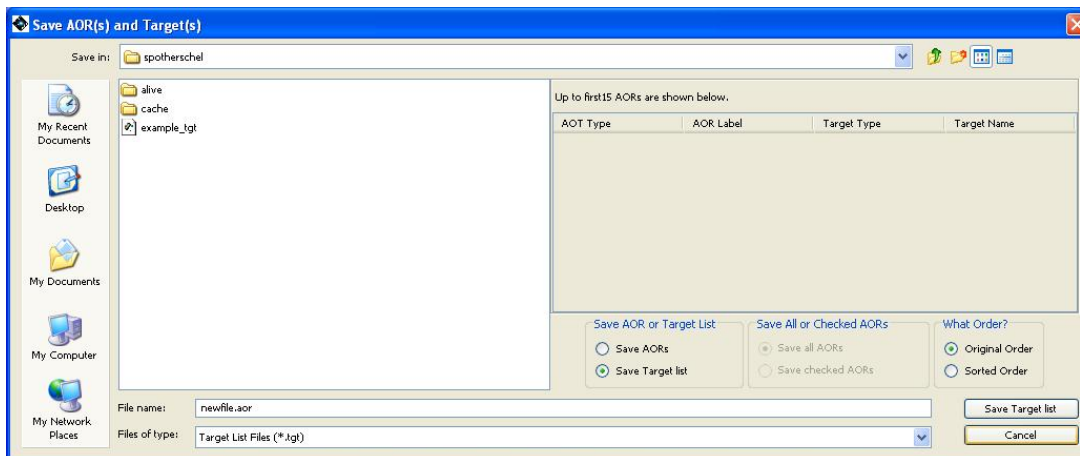 Save AOR(s) and Target(s)
Save in:
spotherschel
My Recent
Documents
Desktop
My Documents
My Computer
My Network
Places
alive
cache
example_tgt
Up to first15 AORs are shown below.
AOT Type AOR Label Target Type Target Name
Save AOR or Target List
Save AORs
Save Target list
Save All or Checked AORs
Save all AORs
Save checked AORs
What Order?
Original Order
Sorted Order
File name:
newfile.aor
Save Target list
Files of type:
Target List Files (*.tgt)
Cancel